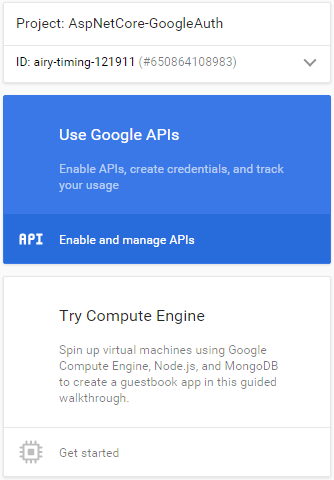 Project: AspNetCore-GoogleAuth
ID: airy-timing-121911 (#650864108983)
Use Google APIs
Enable APIs, create credentials, and track
your usage
API Enable and manage APIs
Try Compute Engine
Spin up virtual machines using Google
Compute Engine, Node.js, and MongoDB
to create a guestbook app in this guided
walkthrough.
Get started